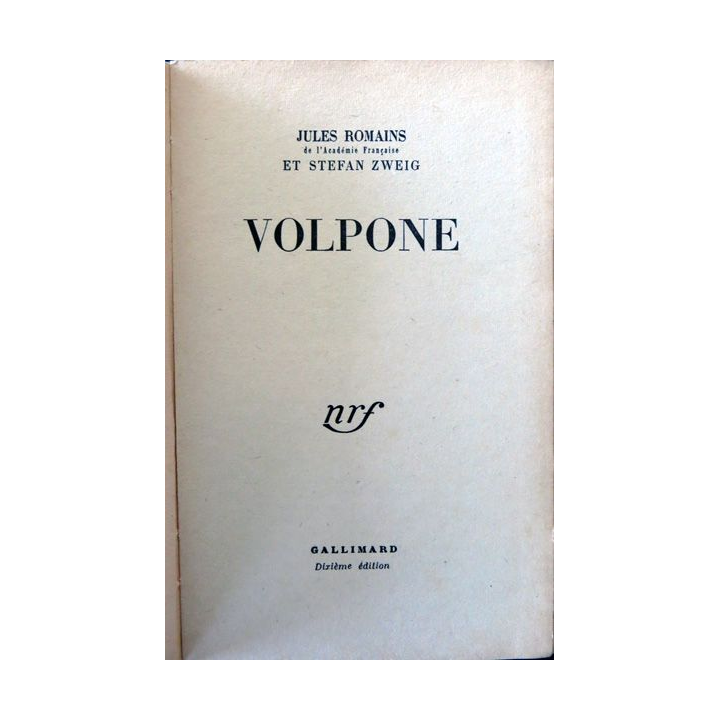 JULES ROMAINS
de l'Académie Française
ET STEFAN ZWEIG
VOLPONE
nrf
GALLIMARD
Dixième édition